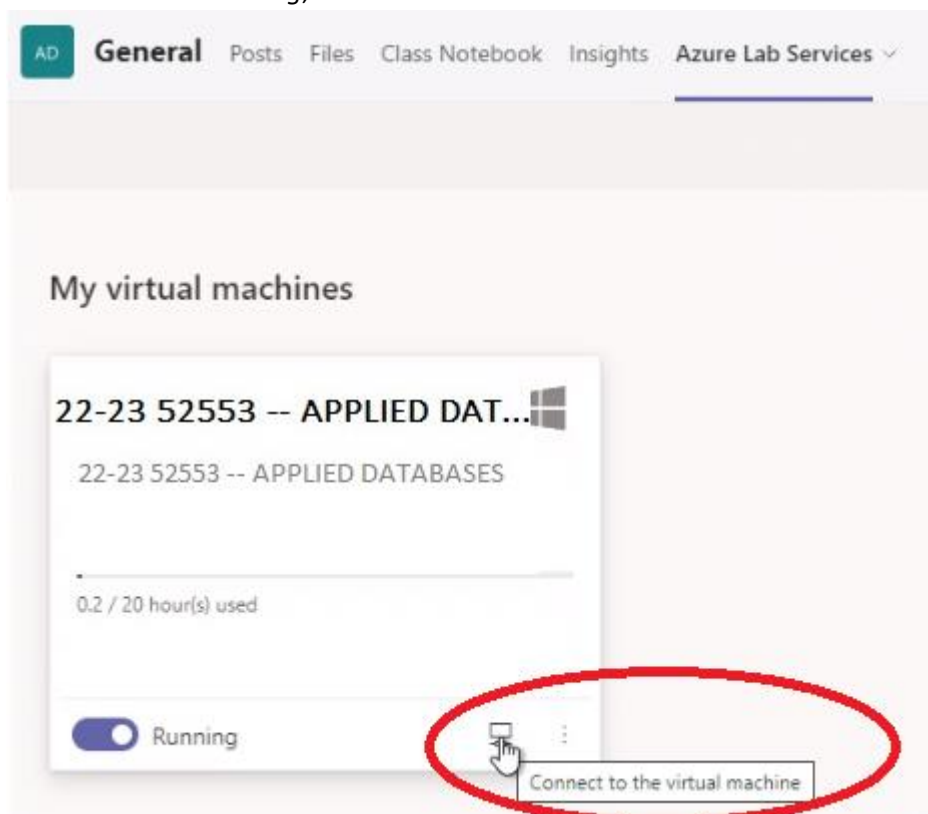 AD General Posts Files Class Notebook Insights Azure Lab Services
My virtual machines
22-23 52553 -- APPLIED DAT...
22-23 52553 -- APPLIED DATABASES
0.2 / 20 hour(s) used
Running
Connect to the virtual machine